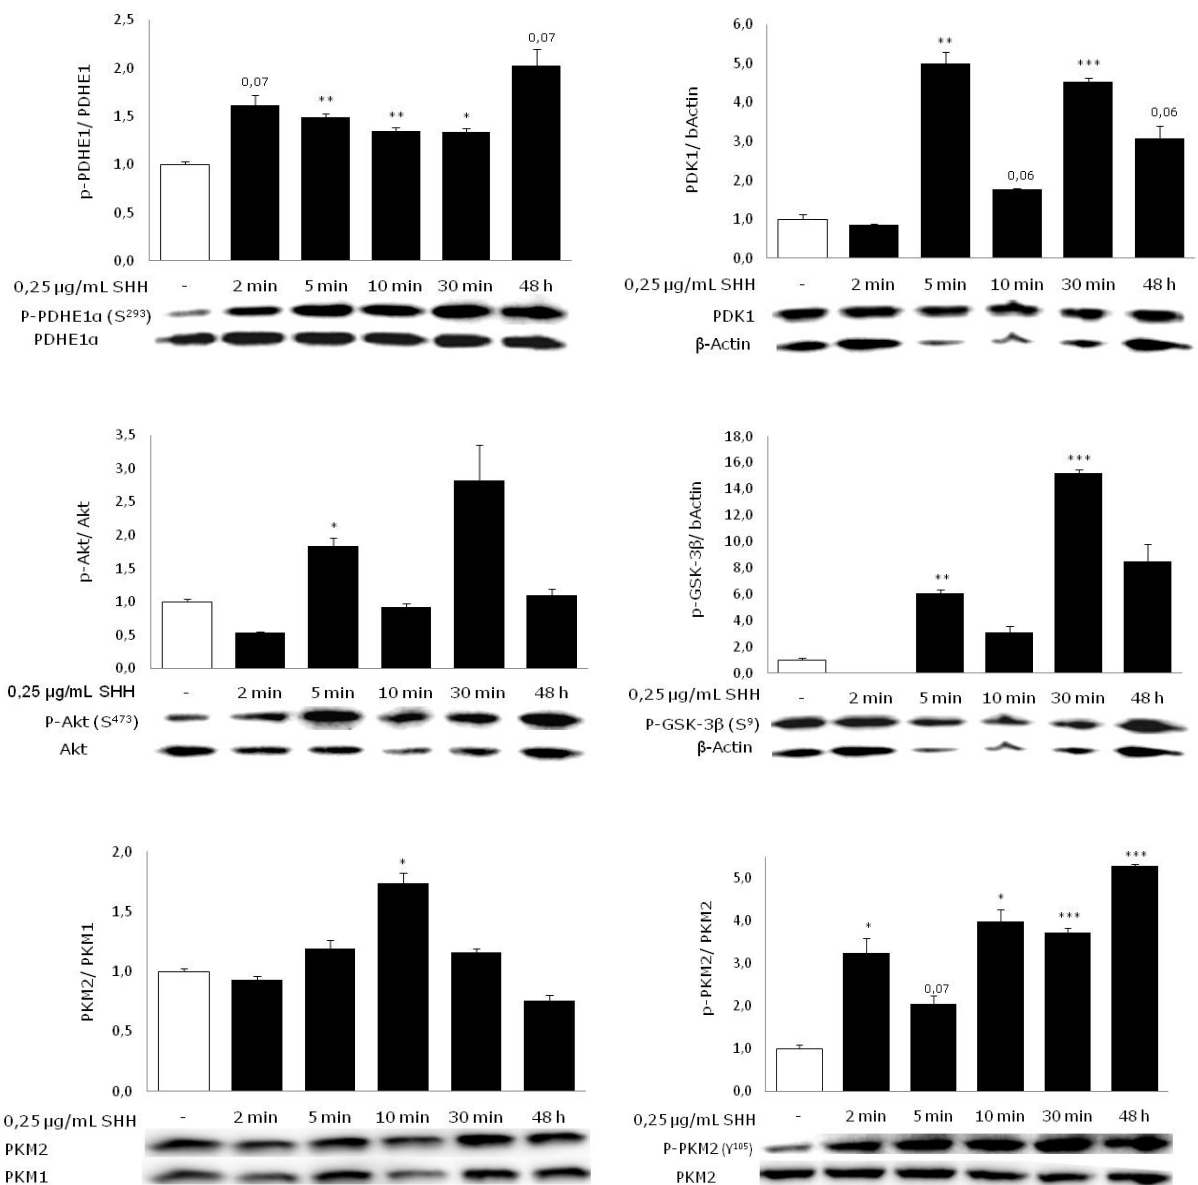 p-PDHE1/ PDHE1
2,5
2,0
1,5
1,0
0,5
0,0
0,07
**
**
*
0,07
0,25 µg/mL SHH - 2 min 5 min 10 min 30 min 48 h
P-PDHE1α (S²⁹³)
PDHE1α
PDK1/ bActin
6,0
5,0
4,0
3,0
2,0
1,0
0,0
**
0,06
***
0,06
0,25 µg/mL SHH - 2 min 5 min 10 min 30 min 48 h
PDK1
β-Actin
p-Akt/ Akt
3,5
3,0
2,5
2,0
1,5
1,0
0,5
0,0
*
0,25 µg/mL SHH - 2 min 5 min 10 min 30 min 48 h
P-Akt (S⁴⁷³)
Akt
p-GSK-3β/ bActin
18,0
16,0
14,0
12,0
10,0
8,0
6,0
4,0
2,0
0,0
**
***
0,25 µg/mL SHH - 2 min 5 min 10 min 30 min 48 h
P-GSK-3β (S⁹)
β-Actin
PKM2/ PKM1
2,0
1,5
1,0
0,5
0,0
*
0,25 µg/mL SHH - 2 min 5 min 10 min 30 min 48 h
PKM2
PKM1
p-PKM2/ PKM2
5,0
4,0
3,0
2,0
1,0
0,0
*
0,07
*
***
***
0,25 µg/mL SHH - 2 min 5 min 10 min 30 min 48 h
P-PKM2 (Y¹⁰⁵)
PKM2